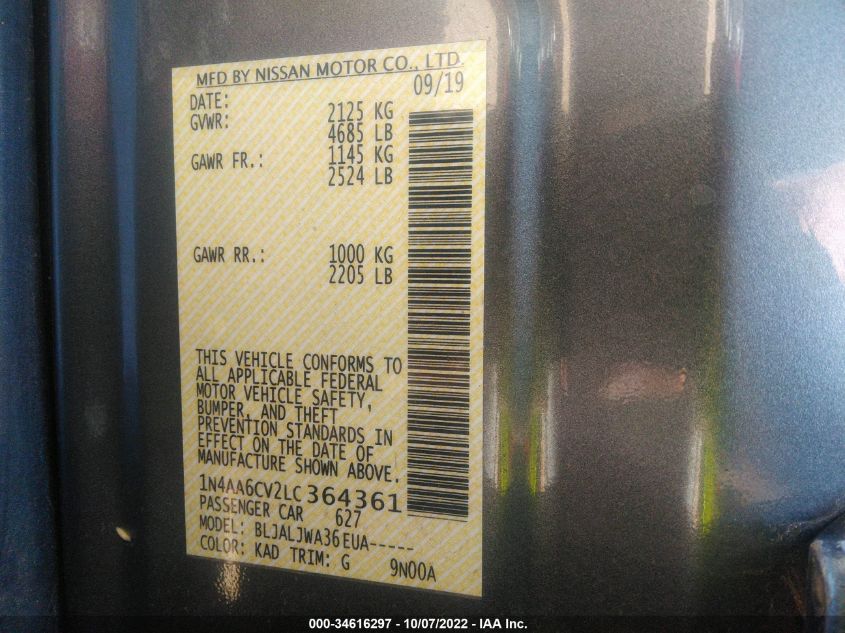 MFD BY NISSAN MOTOR CO., LTD.
DATE: 09/19
GVWR: 2125 KG
4685 LB
GAWR FR.: 1145 KG
2524 LB
GAWR RR.: 1000 KG
2205 LB
THIS VEHICLE CONFORMS TO
ALL APPLICABLE FEDERAL
MOTOR VEHICLE SAFETY,
BUMPER, AND THEFT
PREVENTION STANDARDS IN
EFFECT ON THE DATE OF
MANUFACTURE SHOWN ABOVE.
1N4AA6CV2LC364361
PASSENGER CAR 627
MODEL: BLJALJWA36EUA-----
COLOR: KAD TRIM: G 9N00A
000-34616297 - 10/07/2022 - IAA Inc.